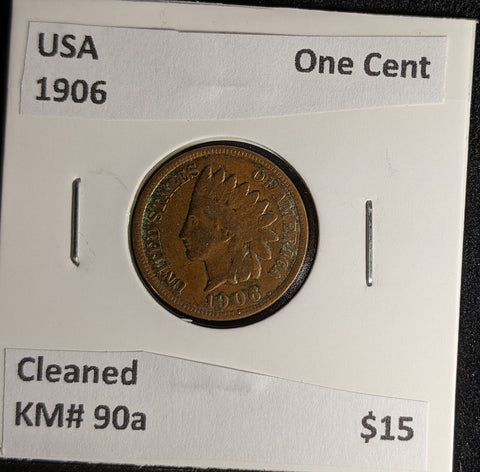 USA One Cent
1906
UNITED STATES OF AMERICA
1906
Cleaned
KM# 90a $15